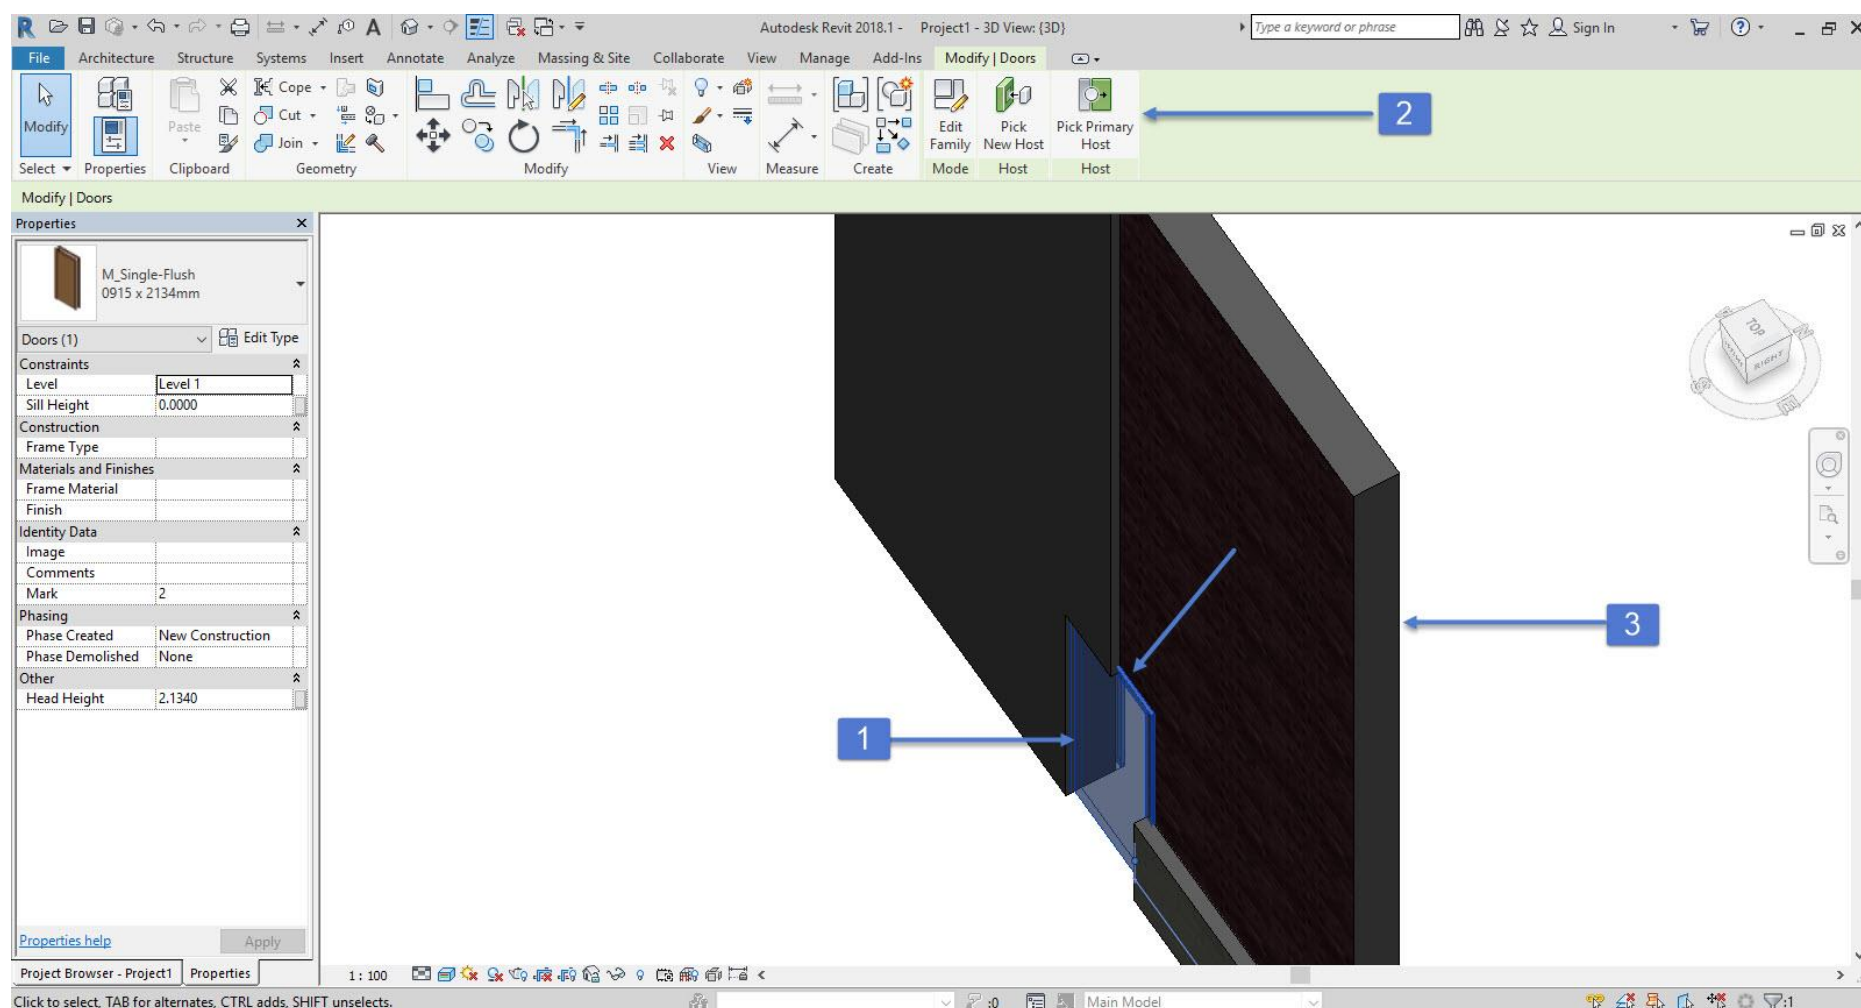 Autodesk Revit 2018.1 - Project1 - 3D View: {3D}
Type a keyword or phrase
Sign In
File Architecture Structure Systems Insert Annotate Analyze Massing & Site Collaborate View Manage Add-Ins Modify | Doors
Modify
Paste
Cope
Cut
Join
Edit Family
Pick New Host
Pick Primary Host
2
Select Properties Clipboard Geometry Modify View Measure Create Mode Host Host
Modify | Doors
Properties
M_Single-Flush
0915 x 2134mm
Doors (1) Edit Type
Constraints
Level Level 1
Sill Height 0.0000
Construction
Frame Type
Materials and Finishes
Frame Material
Finish
Identity Data
Image
Comments
Mark 2
Phasing
Phase Created New Construction
Phase Demolished None
Other
Head Height 2.1340
TOP
RIGHT
3
1
Properties help Apply
Project Browser - Project1 Properties
1 : 100
Click to select, TAB for alternates, CTRL adds, SHIFT unselects.
:0
Main Model
:1